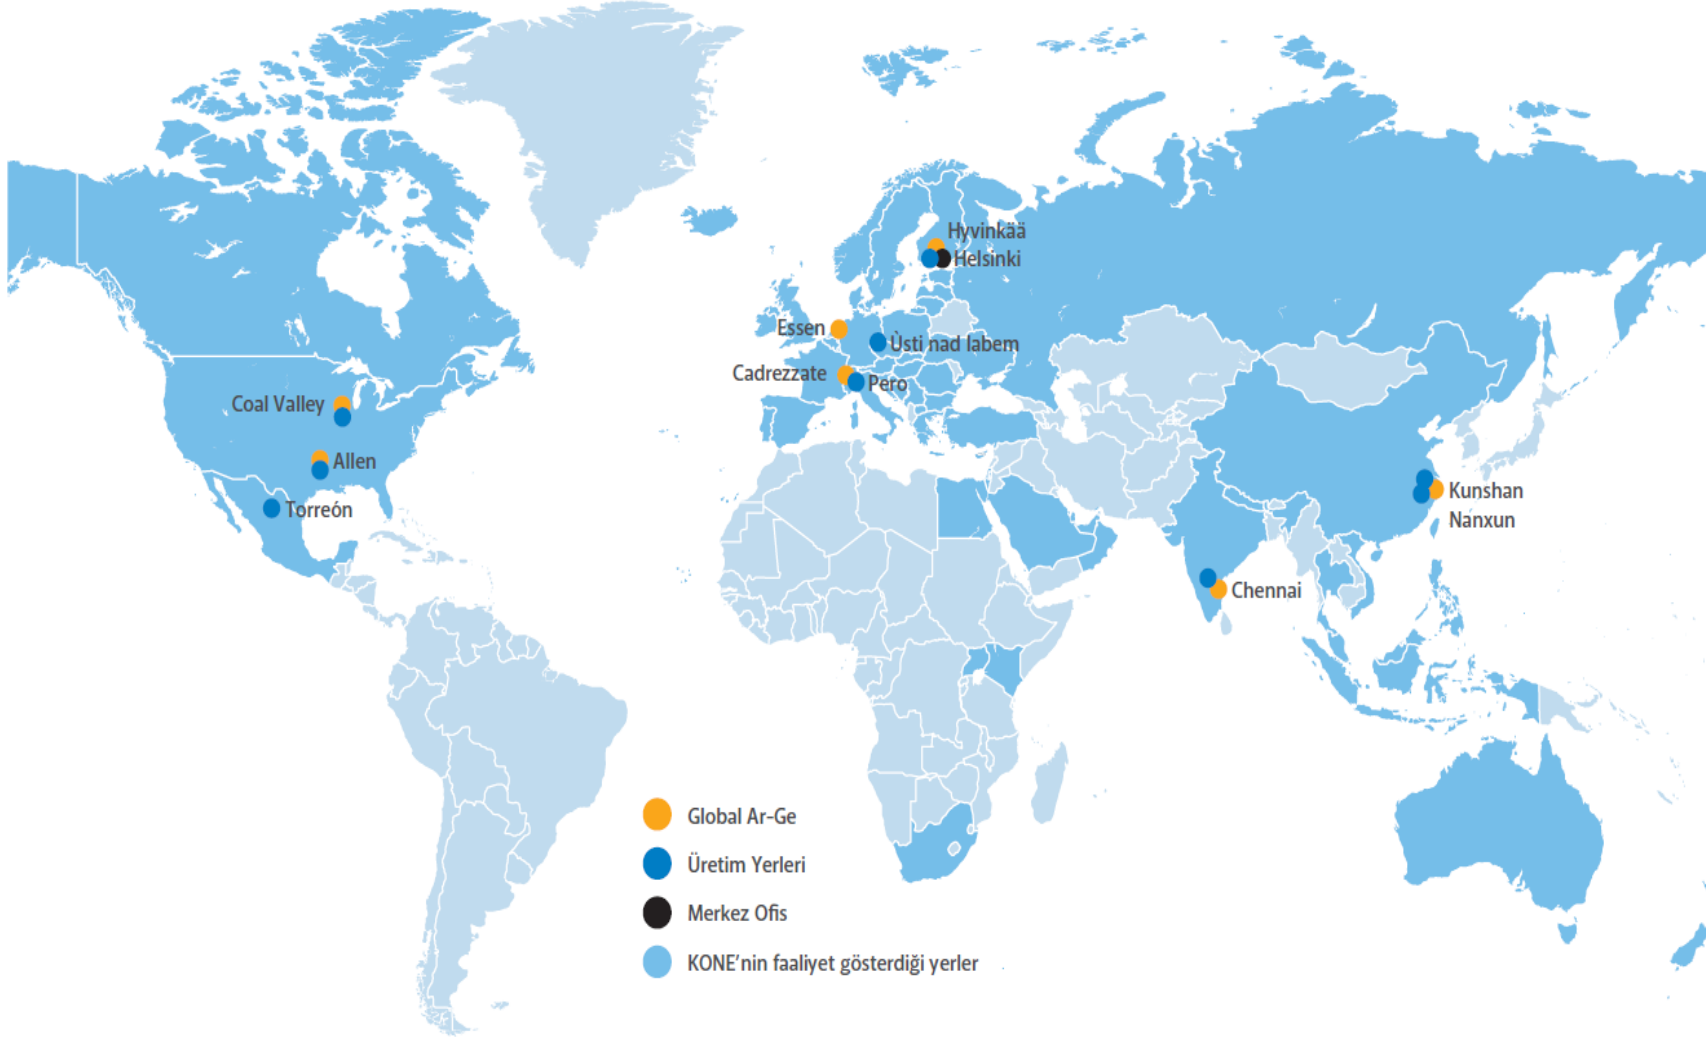 Hyvinkää
Helsinki
Essen
Ùsti nad labem
Cadrezzate
Pero
Coal Valley
Allen
Torreón
Kunshan
Nanxun
Chennai
Global Ar-Ge
Üretim Yerleri
Merkez Ofis
KONE'nin faaliyet gösterdiği yerler